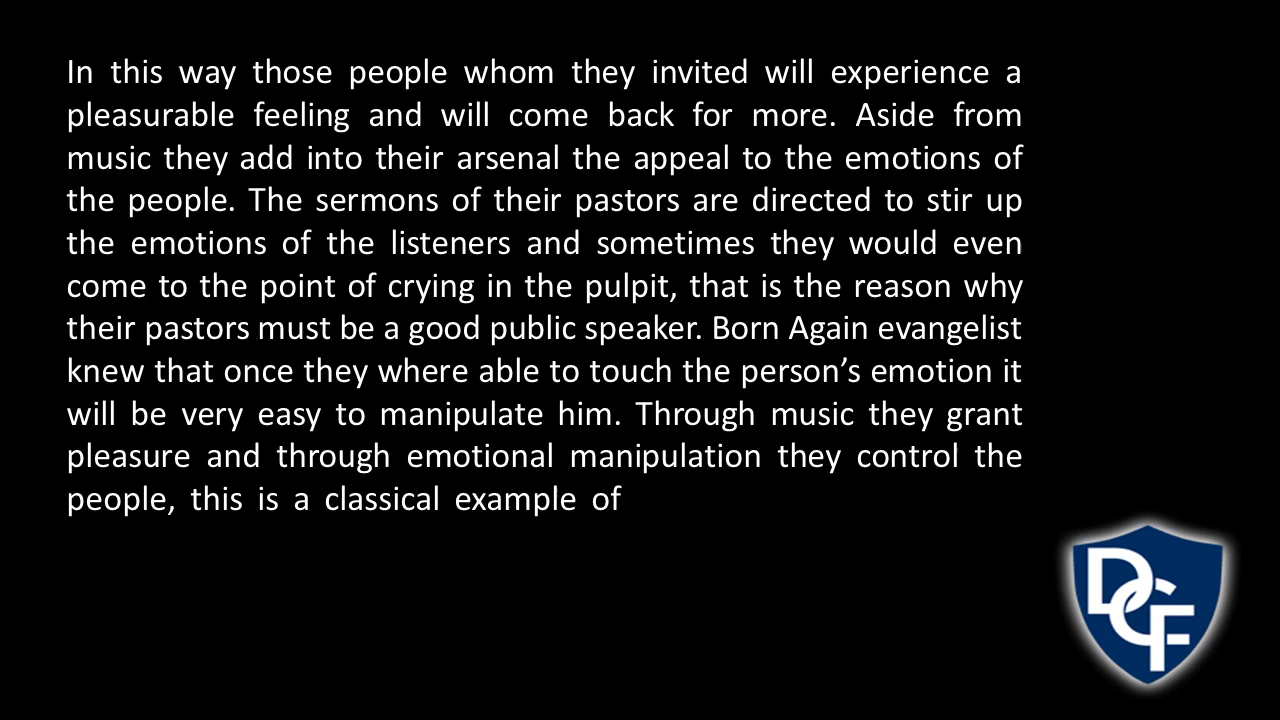 In this way those people whom they invited will experience a
pleasurable feeling and will come back for more. Aside from
music they add into their arsenal the appeal to the emotions of
the people. The sermons of their pastors are directed to stir up
the emotions of the listeners and sometimes they would even
come to the point of crying in the pulpit, that is the reason why
their pastors must be a good public speaker. Born Again evangelist
knew that once they where able to touch the person’s emotion it
will be very easy to manipulate him. Through music they grant
pleasure and through emotional manipulation they control the
people, this is a classical example of
DCF